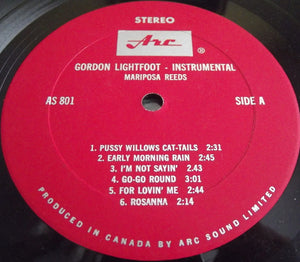 STEREO
Arc
®
GORDON LIGHTFOOT - INSTRUMENTAL
MARIPOSA REEDS
AS 801 SIDE A
1. PUSSY WILLOWS CAT-TAILS 2:31
2. EARLY MORNING RAIN 2:45
3. I'M NOT SAYIN' 2:43
4. GO-GO ROUND 3:01
5. FOR LOVIN' ME 2:44
6. ROSANNA 2:14
PRODUCED IN CANADA BY ARC SOUND LIMITED